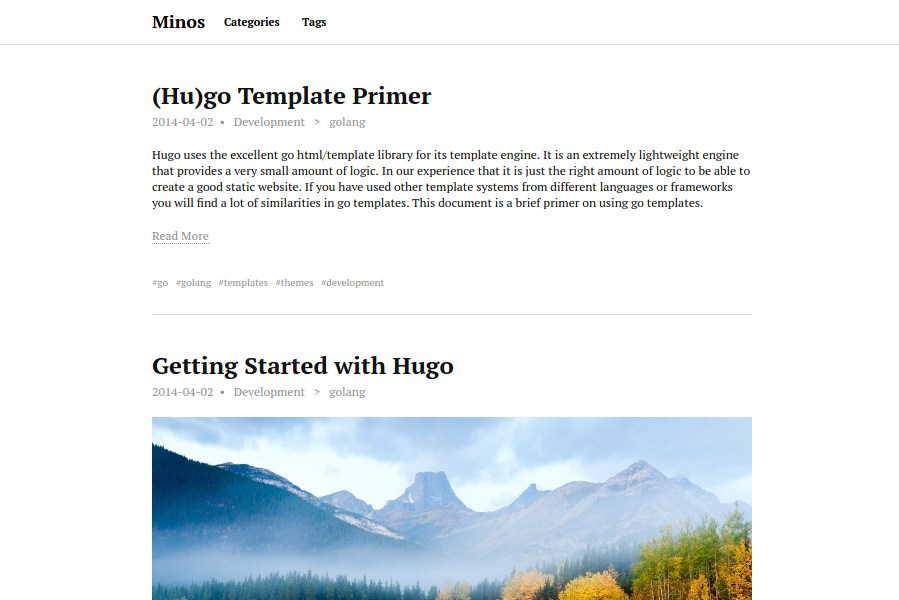 Minos Categories Tags
(Hu)go Template Primer
2014-04-02 • Development > golang
Hugo uses the excellent go html/template library for its template engine. It is an extremely lightweight engine
that provides a very small amount of logic. In our experience that it is just the right amount of logic to be able to
create a good static website. If you have used other template systems from different languages or frameworks
you will find a lot of similarities in go templates. This document is a brief primer on using go templates.
Read More
#go #golang #templates #themes #development
Getting Started with Hugo
2014-04-02 • Development > golang